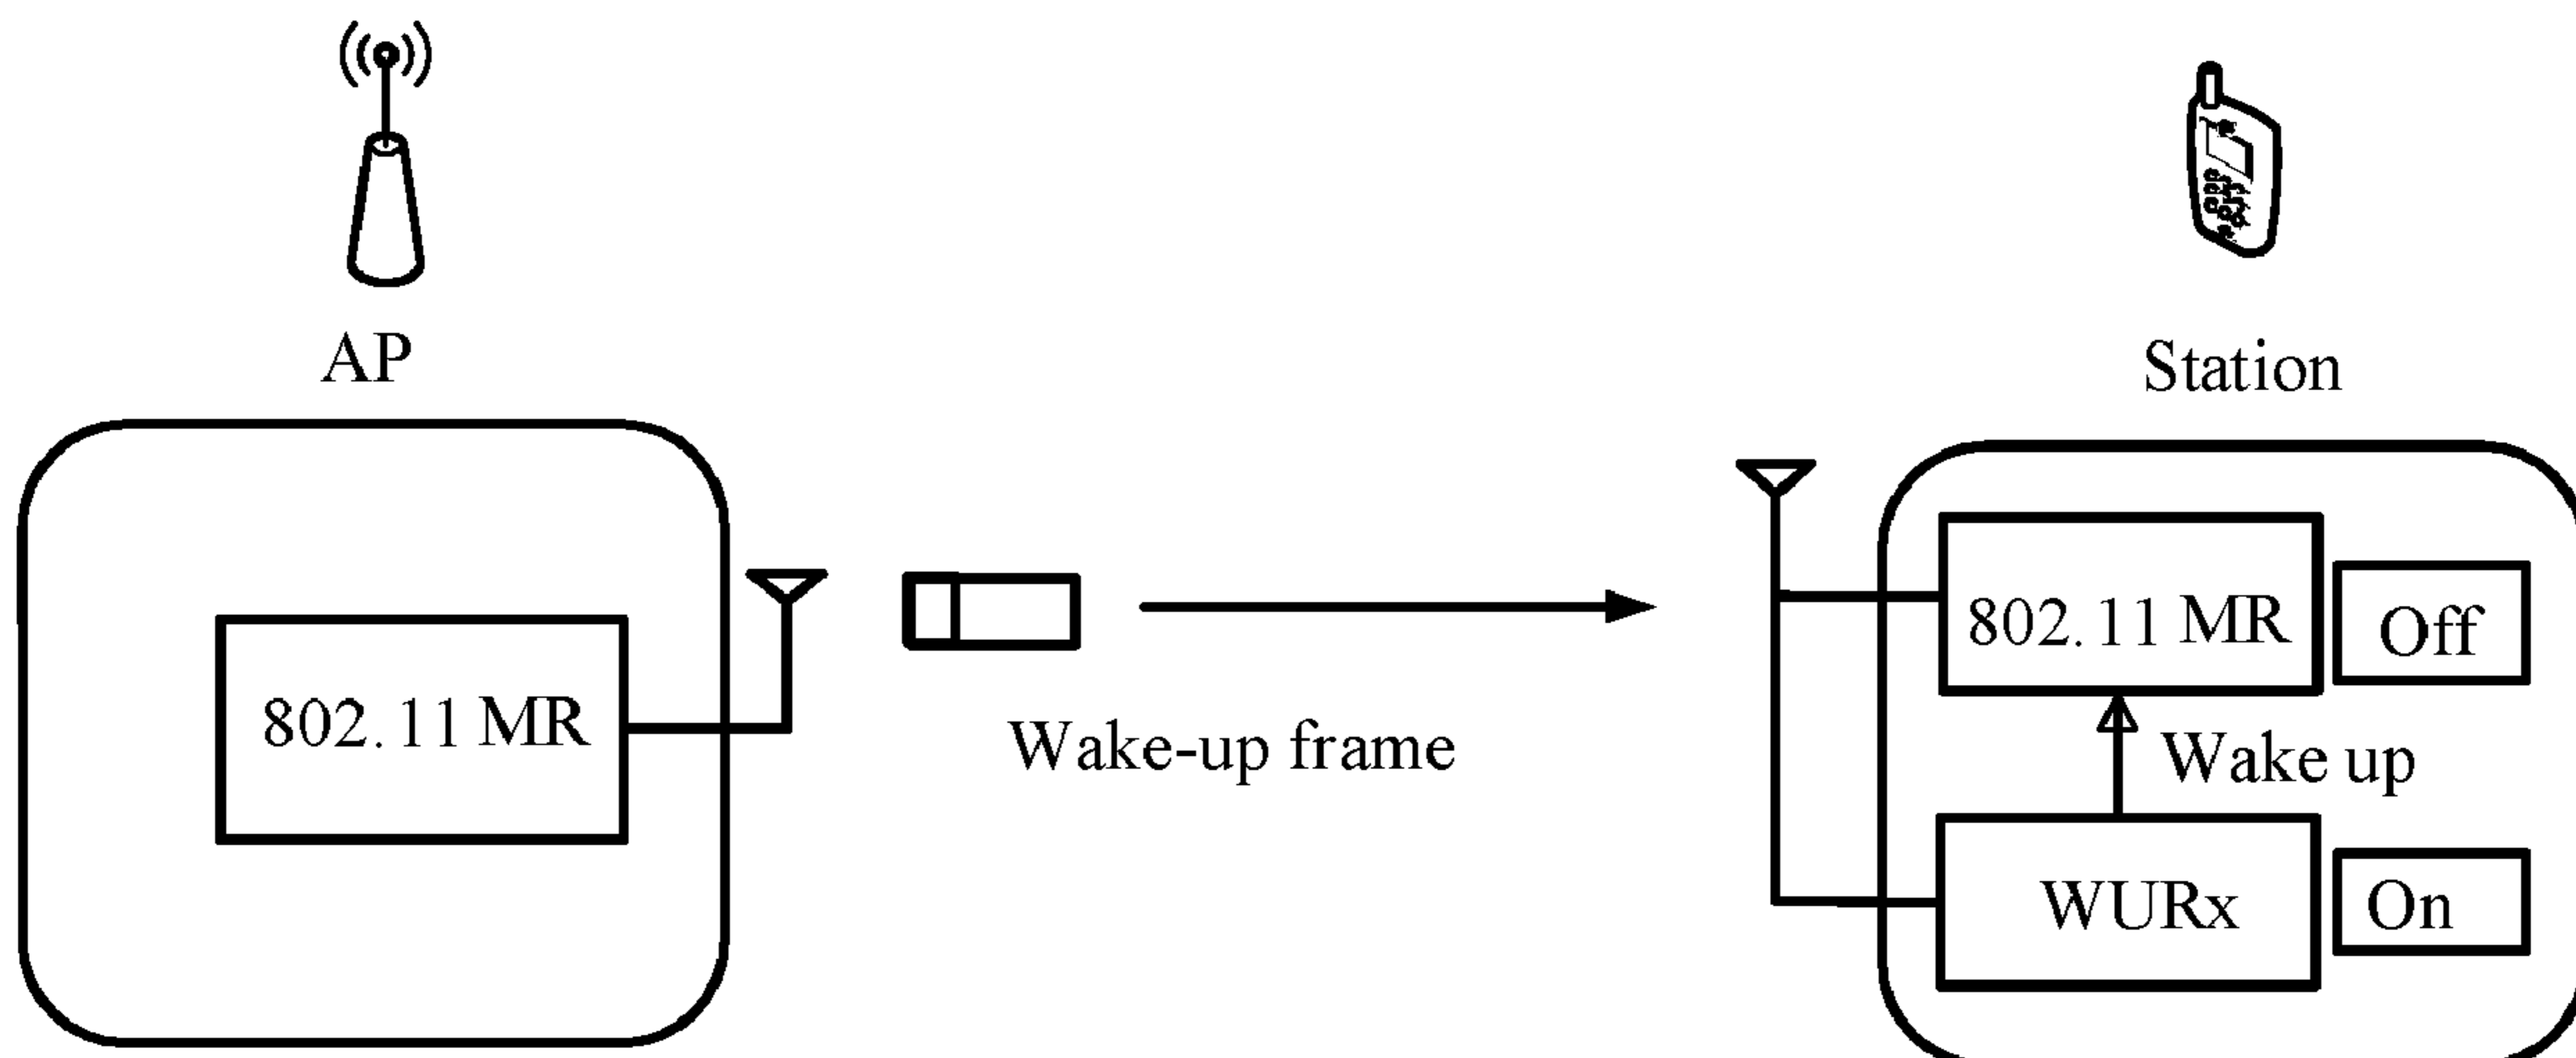 AP
Station
802.11 MR
Wake-up frame
802.11 MR
Off
Wake up
WURx
On